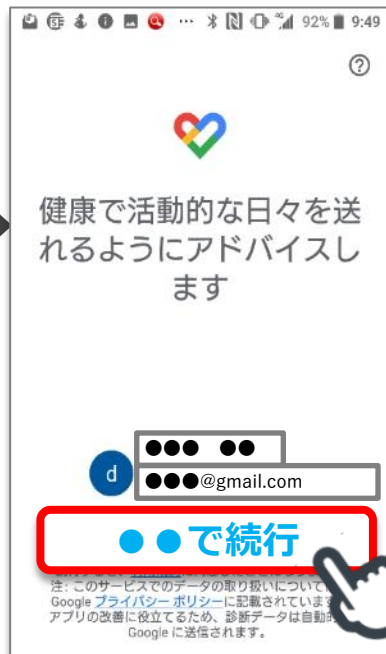 92% 9:49
健康で活動的な日々を送
れるようにアドバイスし
ます
●●● ●●
d
●●●@gmail.com
●●で続行
注: このサービスでのデータの取り扱いについて
Google プライバシー ポリシーに記載されています
アプリの改善に役立てるため、診断データは自動的
Google に送信されます。